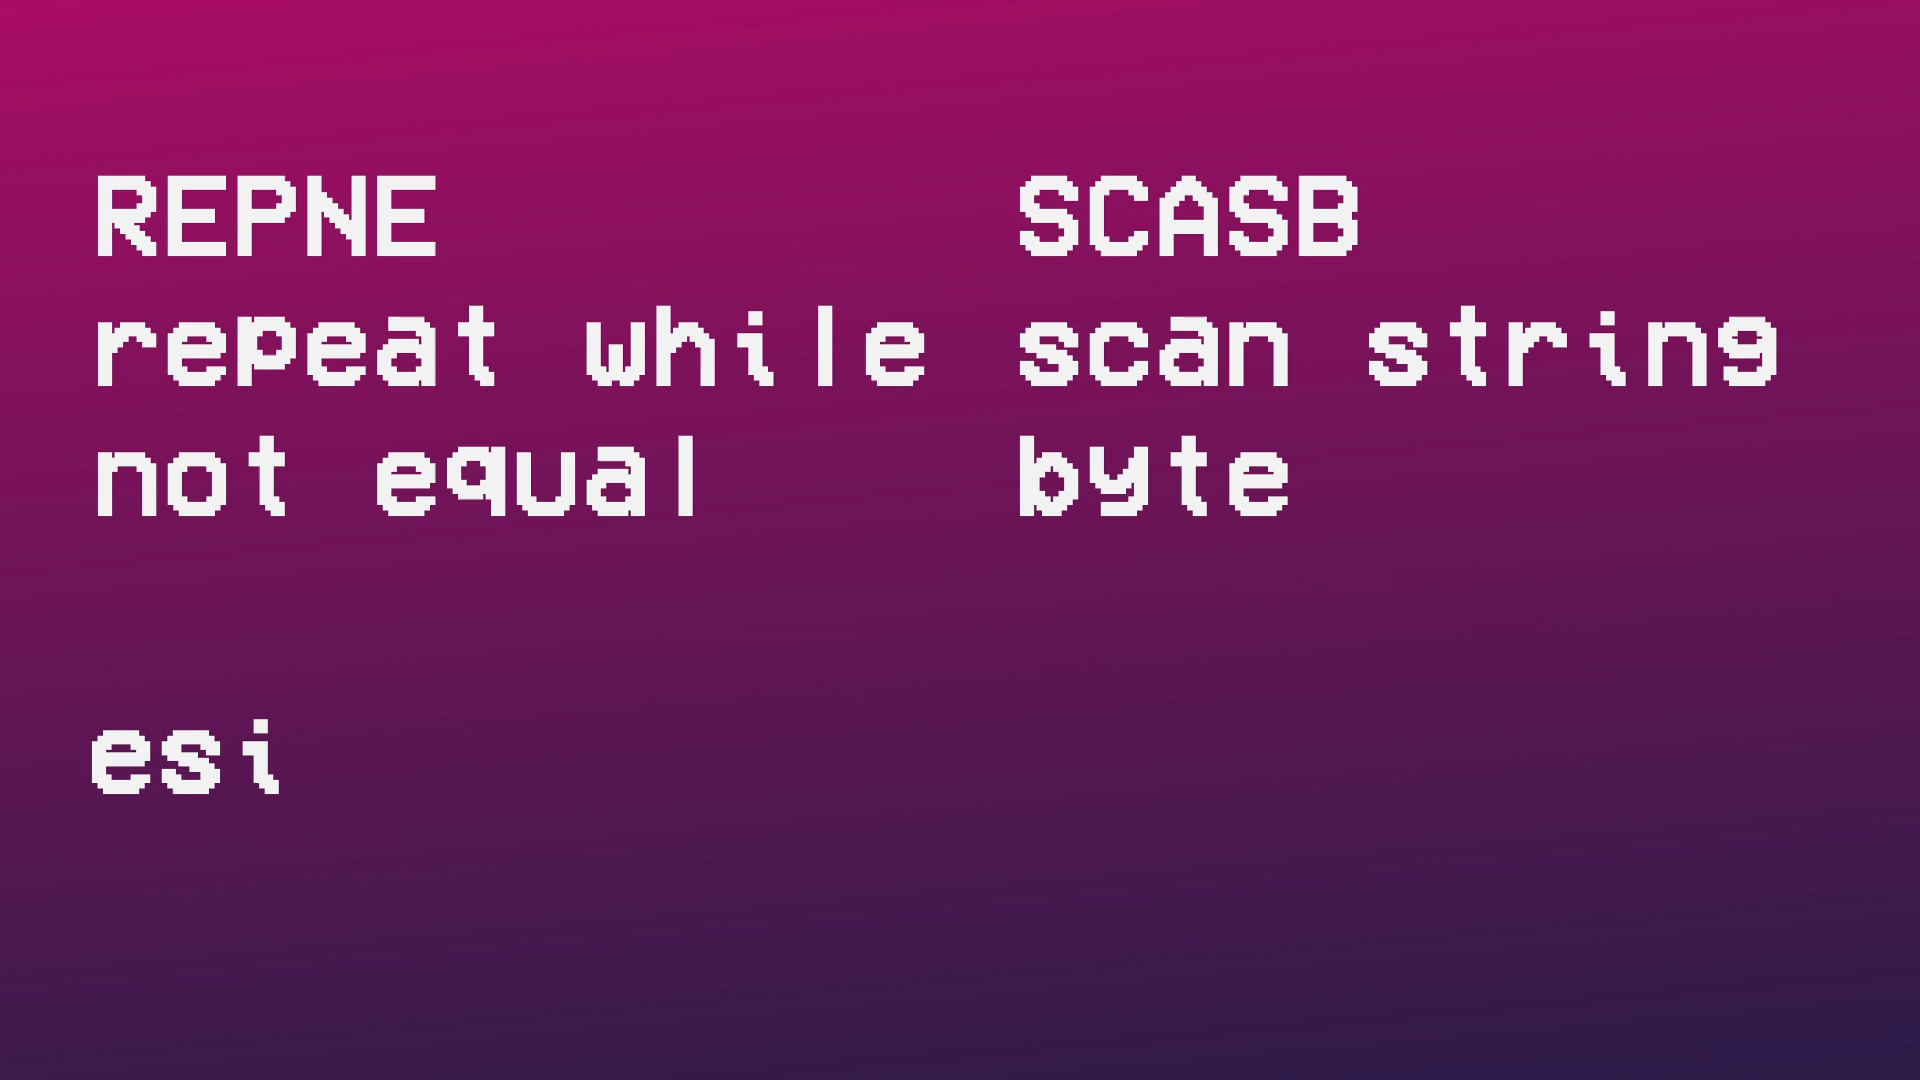 REPNE
repeat while
not equal
SCASB
scan string
byte
esi